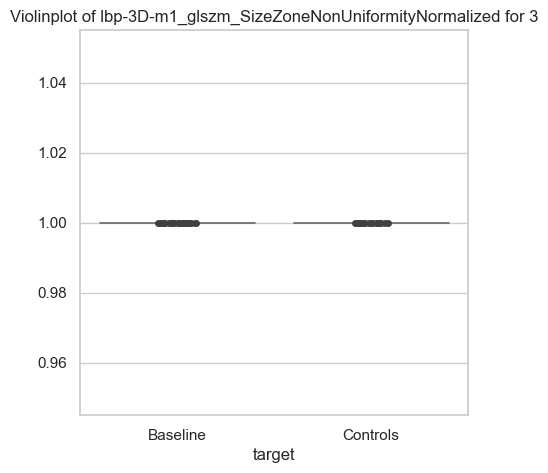 Violinplot of lbp-3D-m1_glszm_SizeZoneNonUniformityNormalized for 3
1.04
1.02
1.00
0.98
0.96
Baseline
Controls
target